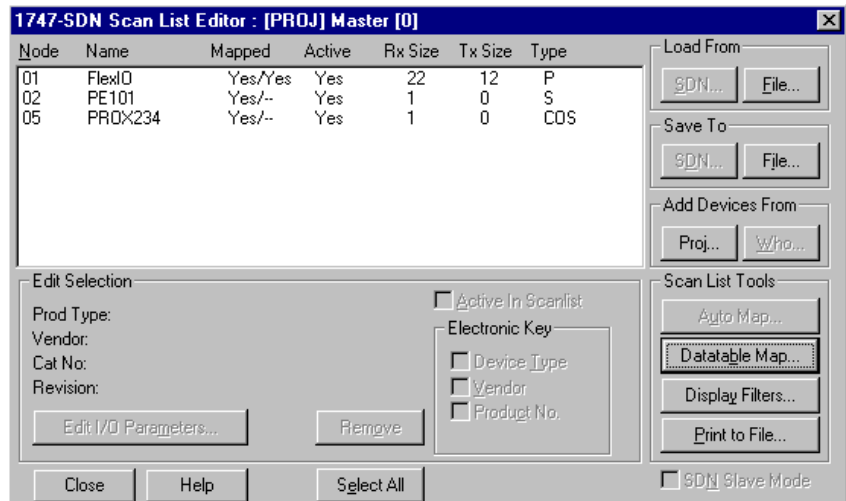 1747-SDN Scan List Editor : [PROJ] Master [0]
Node Name Mapped Active Rx Size Tx Size Type
01 FlexIO Yes/Yes Yes 22 12 P
02 PE101 Yes/-- Yes 1 0 S
05 PROX234 Yes/-- Yes 1 0 COS
Load From
SDN... File...
Save To
SDN... File...
Add Devices From
Proj... Who...
Edit Selection
Prod Type:
Vendor:
Cat No:
Revision:
Edit I/O Parameters... Remove
Active In Scanlist
Electronic Key
Device Type
Vendor
Product No.
Scan List Tools
Auto Map...
Datatable Map...
Display Filters...
Print to File...
Close Help Select All
SDN Slave Mode